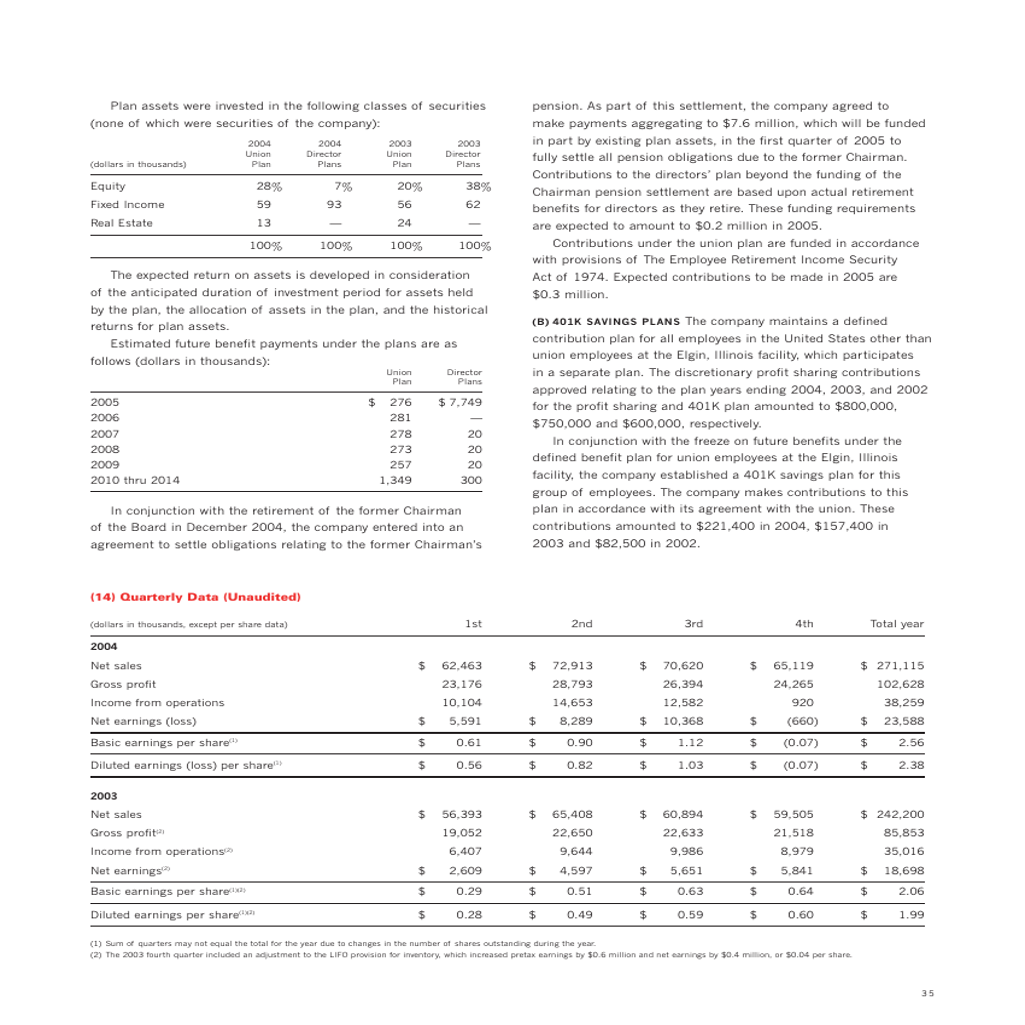 Plan assets were invested in the following classes of securities
(none of which were securities of the company):
2004 2004 2003 2003
Union Director Union Director
(dollars in thousands) Plan Plans Plan Plans
Equity 28% 7% 20% 38%
Fixed Income 59 93 56 62
Real Estate 13 — 24 —
100% 100% 100% 100%
The expected return on assets is developed in consideration
of the anticipated duration of investment period for assets held
by the plan, the allocation of assets in the plan, and the historical
returns for plan assets.
Estimated future benefit payments under the plans are as
follows (dollars in thousands):
Union Director
Plan Plans
2005 $ 276 $ 7,749
2006 281 —
2007 278 20
2008 273 20
2009 257 20
2010 thru 2014 1,349 300
In conjunction with the retirement of the former Chairman
of the Board in December 2004, the company entered into an
agreement to settle obligations relating to the former Chairman's
pension. As part of this settlement, the company agreed to
make payments aggregating to $7.6 million, which will be funded
in part by existing plan assets, in the first quarter of 2005 to
fully settle all pension obligations due to the former Chairman.
Contributions to the directors' plan beyond the funding of the
Chairman pension settlement are based upon actual retirement
benefits for directors as they retire. These funding requirements
are expected to amount to $0.2 million in 2005.
Contributions under the union plan are funded in accordance
with provisions of The Employee Retirement Income Security
Act of 1974. Expected contributions to be made in 2005 are
$0.3 million.
(B) 401K SAVINGS PLANS The company maintains a defined
contribution plan for all employees in the United States other than
union employees at the Elgin, Illinois facility, which participates
in a separate plan. The discretionary profit sharing contributions
approved relating to the plan years ending 2004, 2003, and 2002
for the profit sharing and 401K plan amounted to $800,000,
$750,000 and $600,000, respectively.
In conjunction with the freeze on future benefits under the
defined benefit plan for union employees at the Elgin, Illinois
facility, the company established a 401K savings plan for this
group of employees. The company makes contributions to this
plan in accordance with its agreement with the union. These
contributions amounted to $221,400 in 2004, $157,400 in
2003 and $82,500 in 2002.
(14) Quarterly Data (Unaudited)
(dollars in thousands, except per share data) 1st 2nd 3rd 4th Total year
2004
Net sales $ 62,463 $ 72,913 $ 70,620 $ 65,119 $ 271,115
Gross profit 23,176 28,793 26,394 24,265 102,628
Income from operations 10,104 14,653 12,582 920 38,259
Net earnings (loss) $ 5,591 $ 8,289 $ 10,368 $ (660) $ 23,588
Basic earnings per share(1) $ 0.61 $ 0.90 $ 1.12 $ (0.07) $ 2.56
Diluted earnings (loss) per share(1) $ 0.56 $ 0.82 $ 1.03 $ (0.07) $ 2.38
2003
Net sales $ 56,393 $ 65,408 $ 60,894 $ 59,505 $ 242,200
Gross profit(2) 19,052 22,650 22,633 21,518 85,853
Income from operations(2) 6,407 9,644 9,986 8,979 35,016
Net earnings(2) $ 2,609 $ 4,597 $ 5,651 $ 5,841 $ 18,698
Basic earnings per share(1)(2) $ 0.29 $ 0.51 $ 0.63 $ 0.64 $ 2.06
Diluted earnings per share(1)(2) $ 0.28 $ 0.49 $ 0.59 $ 0.60 $ 1.99
(1) Sum of quarters may not equal the total for the year due to changes in the number of shares outstanding during the year.
(2) The 2003 fourth quarter included an adjustment to the LIFO provision for inventory, which increased pretax earnings by $0.6 million and net earnings by $0.4 million, or $0.04 per share.
35